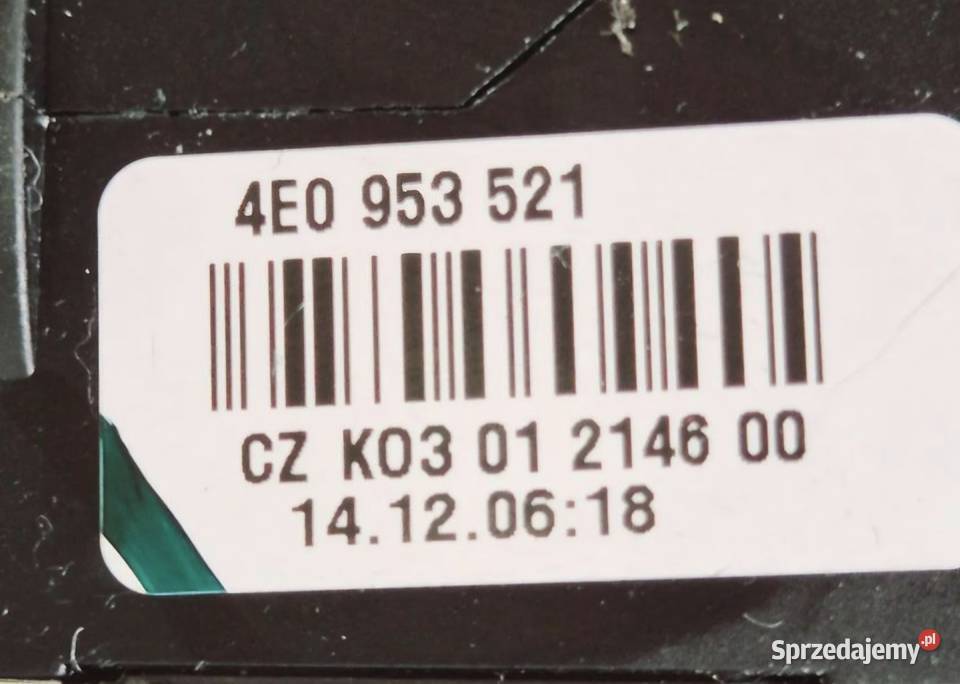 4E0 953 521
CZ K03 01 2146 00
14.12.06:18
Sprzedajemy.pl